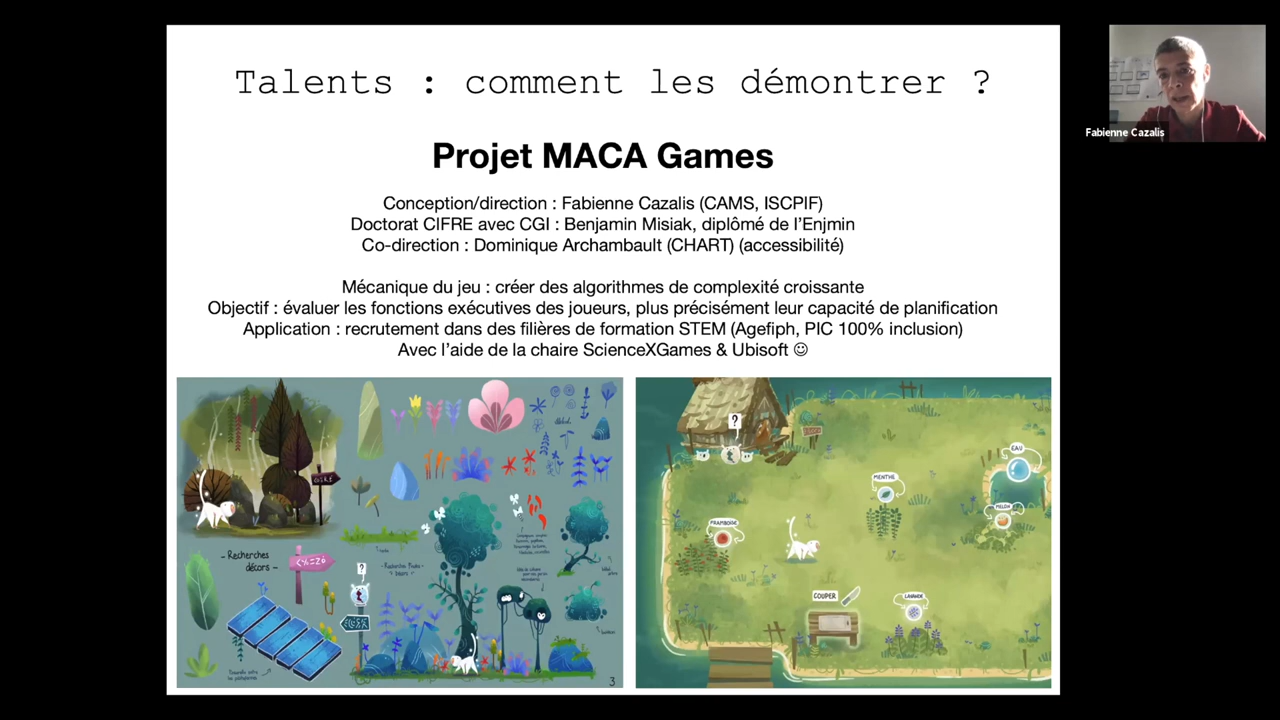 Talents : comment les démontrer ?
Projet MACA Games
Conception/direction : Fabienne Cazalis (CAMS, ISCPIF)
Doctorat CIFRE avec CGI : Benjamin Misiak, diplômé de l'Enjmin
Co-direction : Dominique Archambault (CHART) (accessibilité)
Mécanique du jeu : créer des algorithmes de complexité croissante
Objectif : évaluer les fonctions exécutives des joueurs, plus précisément leur capacité de planification
Application : recrutement dans des filières de formation STEM (Agefiph, PIC 100% inclusion)
Avec l'aide de la chaire ScienceXGames & Ubisoft ☺
- Recherches
décors -
?
3
?
EAU
MENTHE
MELON
FRAMBOISE
COUPER
LAVANDE
Fabienne Cazalis